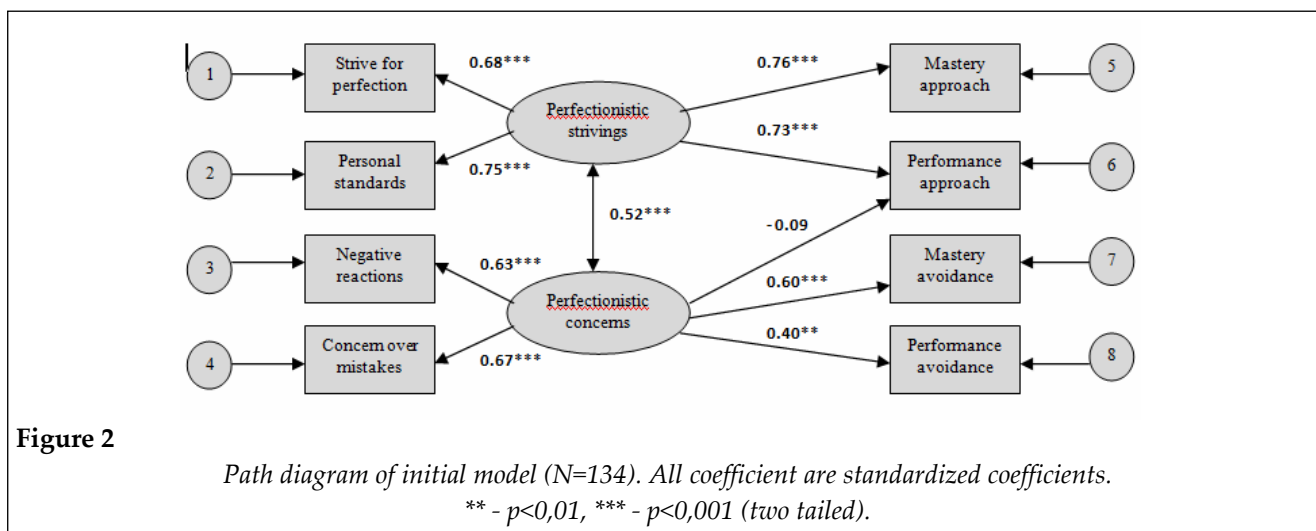 1
Strive for
perfection
0.68***
Perfectionistic
strivings
0.76***
Mastery
approach
5
2
Personal
standards
0.75***
0.73***
Performance
approach
6
0.52***
-0.09
3
Negative
reactions
0.63***
Perfectionistic
concerns
0.60***
Mastery
avoidance
7
4
Concern over
mistakes
0.67***
0.40**
Performance
avoidance
8
Figure 2
Path diagram of initial model (N=134). All coefficient are standardized coefficients.
** - p<0,01, *** - p<0,001 (two tailed).